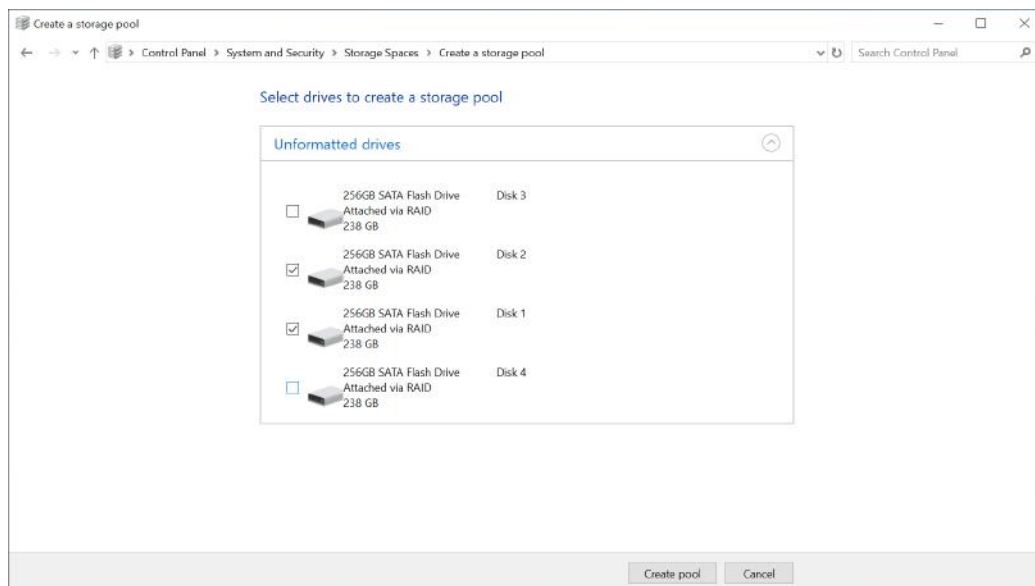 Create a storage pool
Control Panel > System and Security > Storage Spaces > Create a storage pool
Search Control Panel
Select drives to create a storage pool
Unformatted drives
256GB SATA Flash Drive Disk 3
Attached via RAID
238 GB
256GB SATA Flash Drive Disk 2
Attached via RAID
238 GB
256GB SATA Flash Drive Disk 1
Attached via RAID
238 GB
256GB SATA Flash Drive Disk 4
Attached via RAID
238 GB
Create pool Cancel